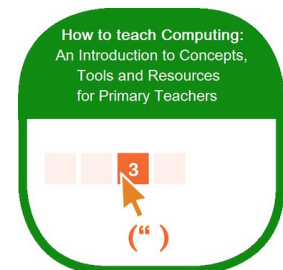 How to teach Computing:
An Introduction to Concepts,
Tools and Resources
for Primary Teachers
3
(“ )